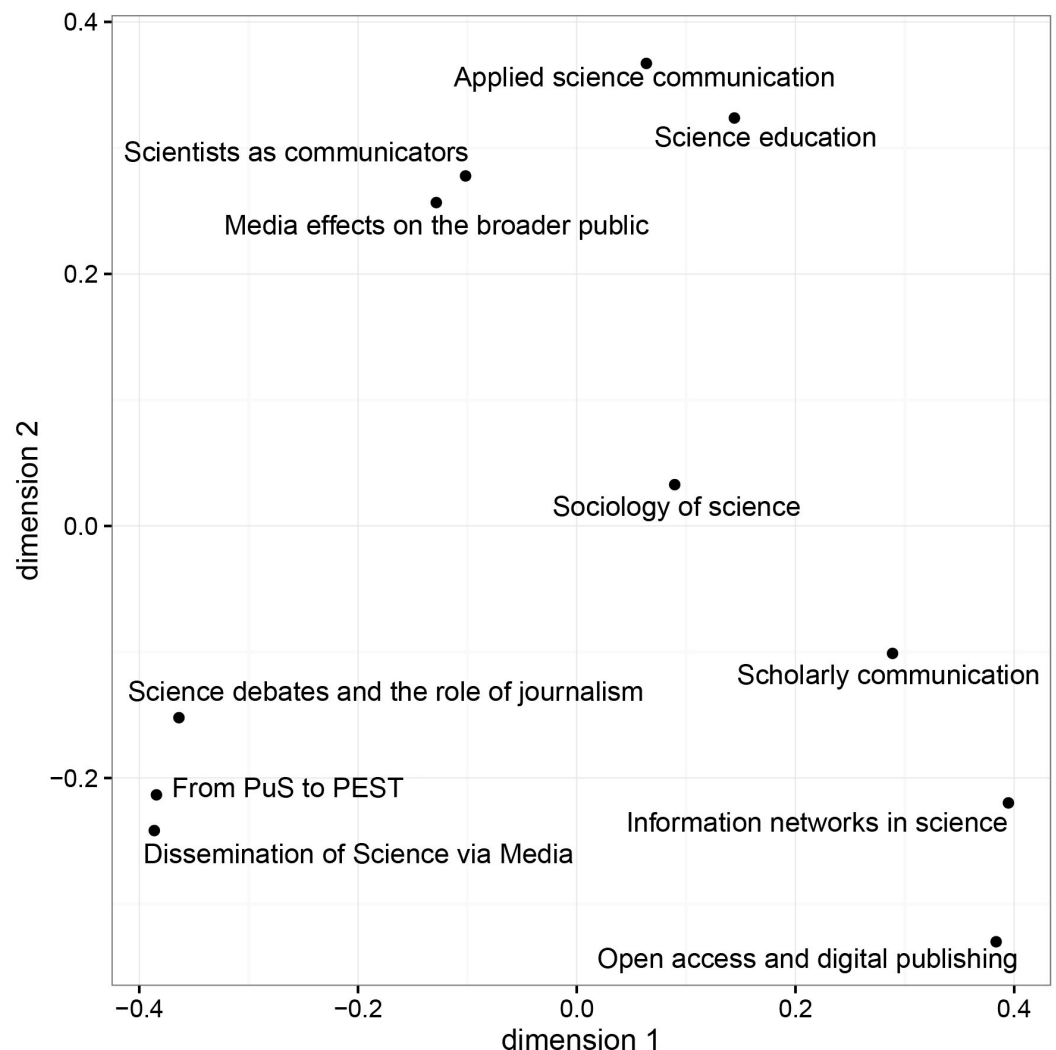 0.4
Applied science communication
Science education
Scientists as communicators
Media effects on the broader public
0.2
dimension 2
Sociology of science
0.0
Scholarly communication
Science debates and the role of journalism
−0.2
From PuS to PEST
Information networks in science
Dissemination of Science via Media
Open access and digital publishing
−0.4 −0.2 0.0 0.2 0.4
dimension 1